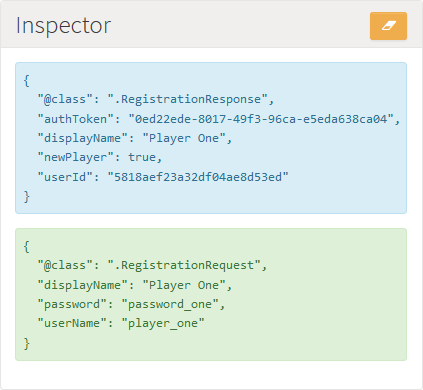 Inspector
{
"@class": ".RegistrationResponse",
"authToken": "0ed22ede-8017-49f3-96ca-e5eda638ca04",
"displayName": "Player One",
"newPlayer": true,
"userId": "5818aef23a32df04ae8d53ed"
}
{
"@class": ".RegistrationRequest",
"displayName": "Player One",
"password": "password_one",
"userName": "player_one"
}